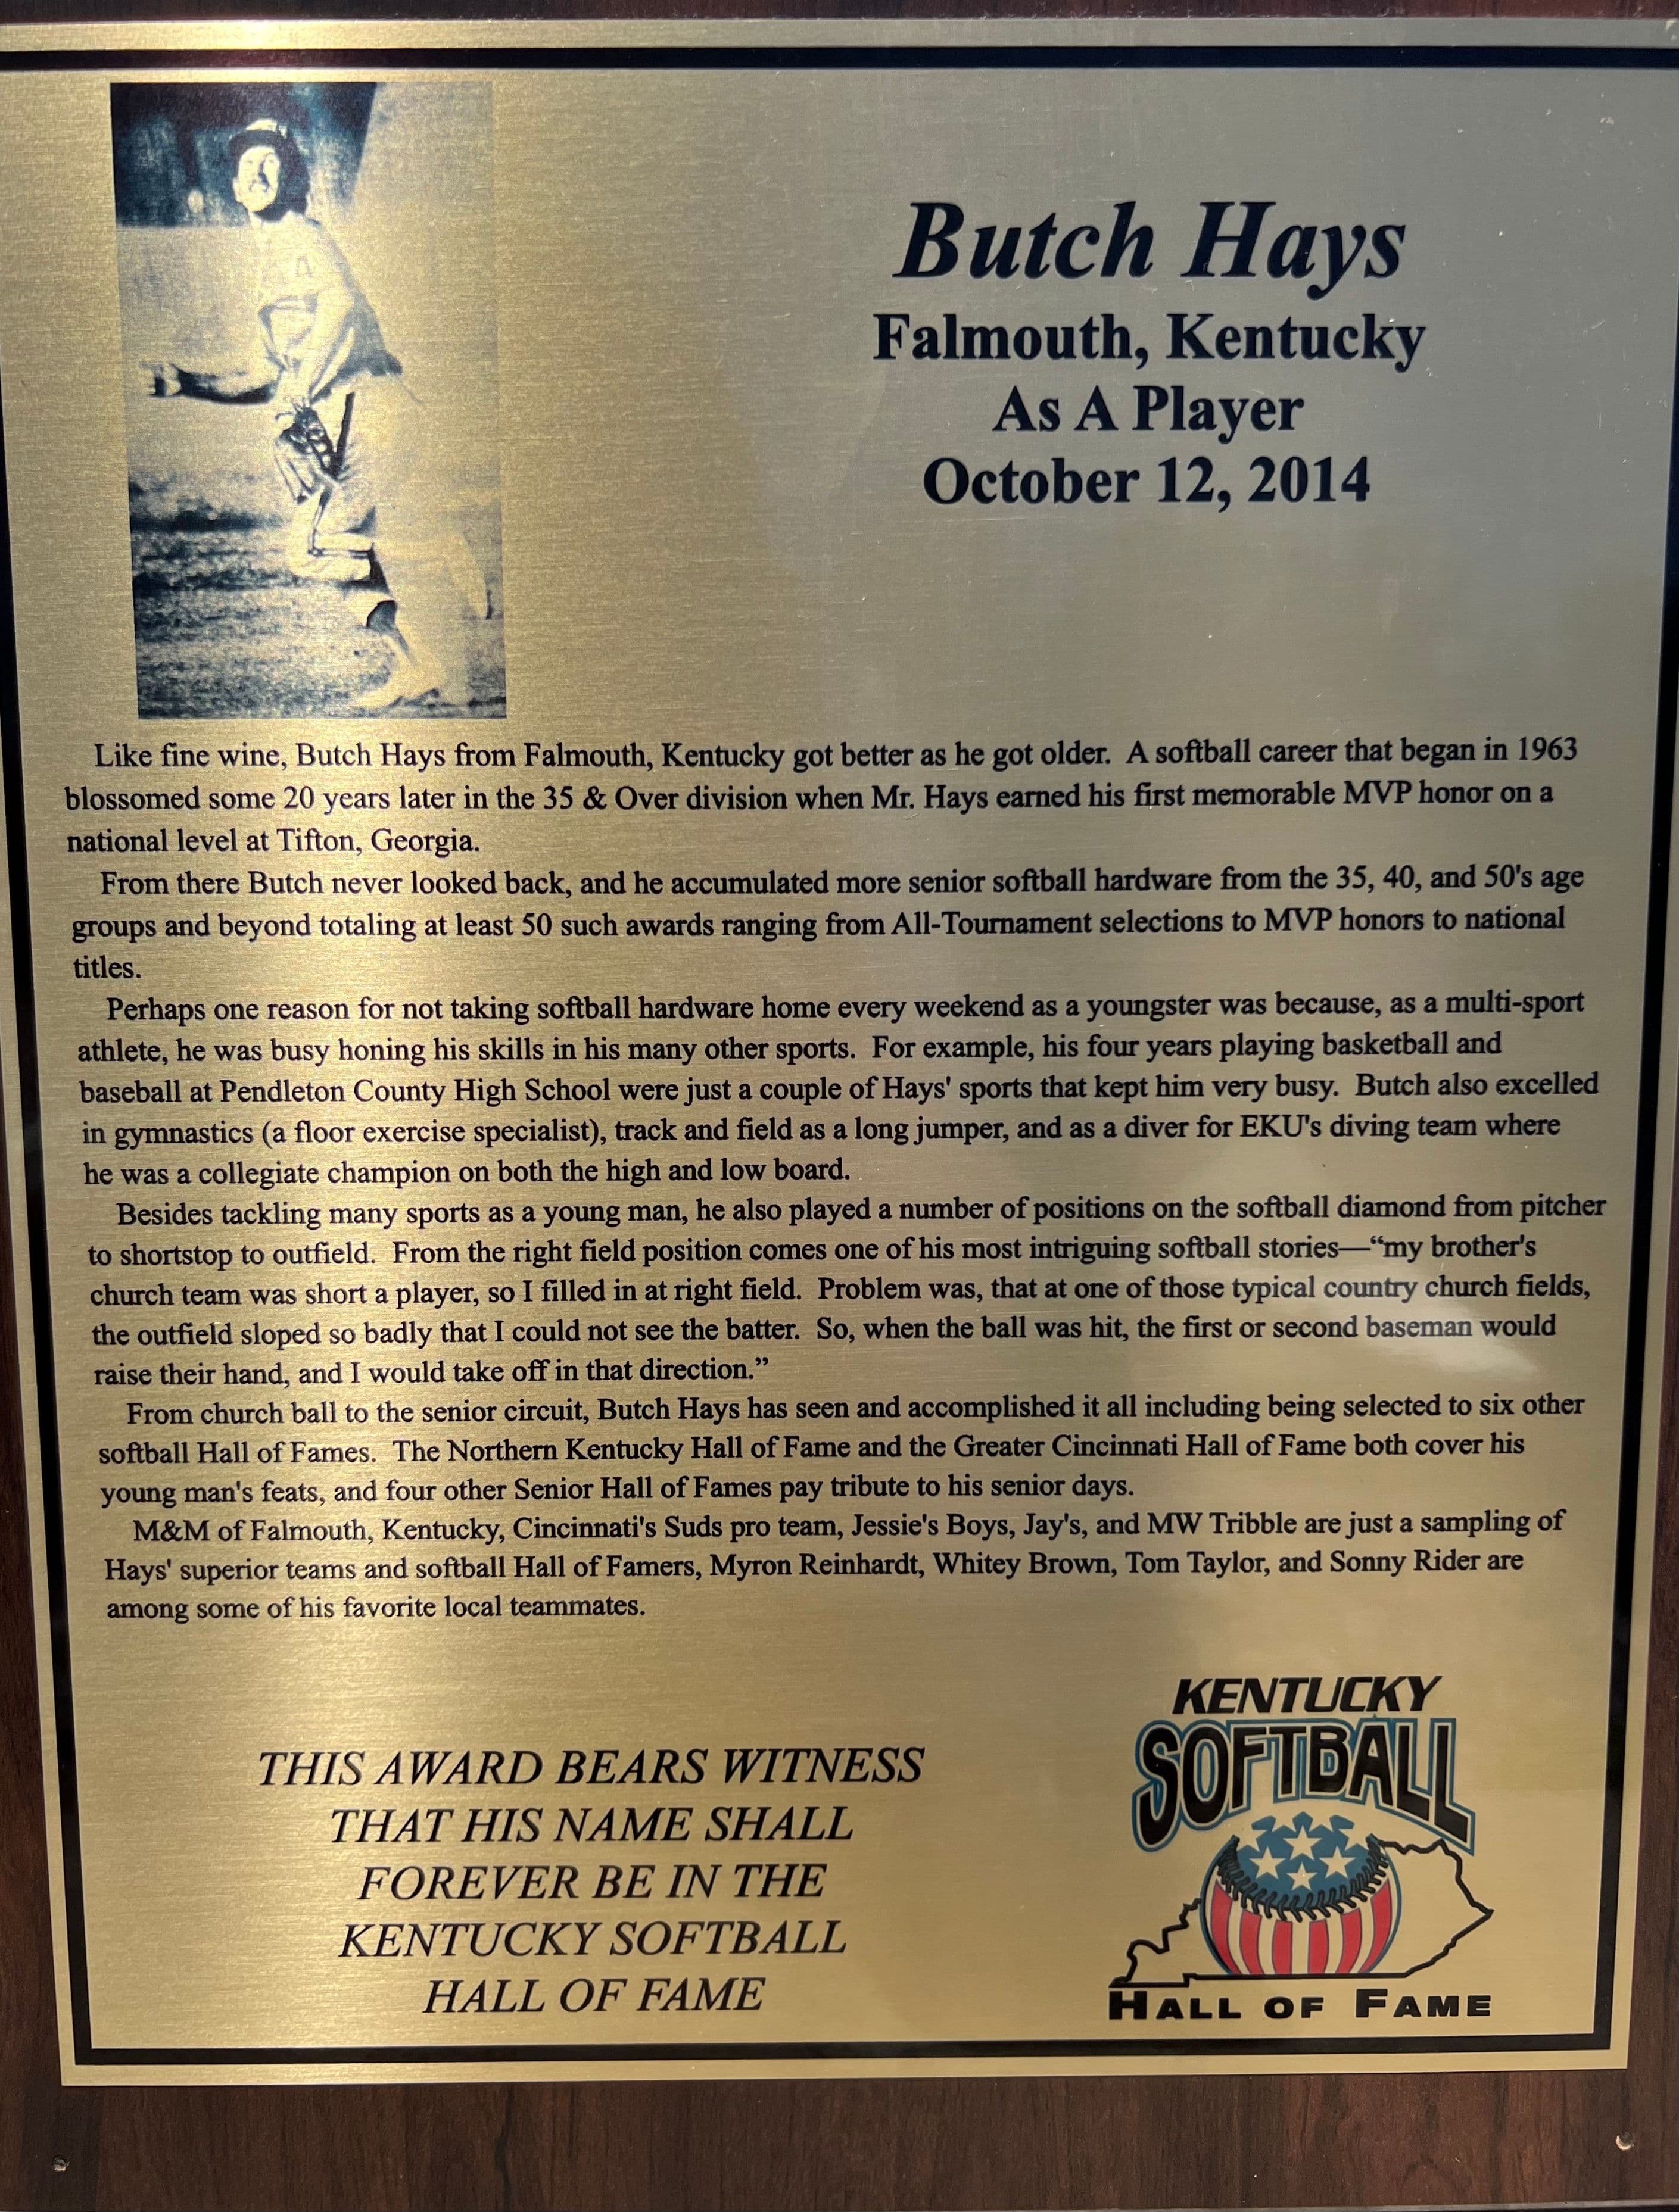 Butch Hays
Falmouth, Kentucky
As A Player
October 12, 2014
Like fine wine, Butch Hays from Falmouth, Kentucky got better as he got older. A softball career that began in 1963
blossomed some 20 years later in the 35 & Over division when Mr. Hays earned his first memorable MVP honor on a
national level at Tifton, Georgia.
From there Butch never looked back, and he accumulated more senior softball hardware from the 35, 40, and 50's age
groups and beyond totaling at least 50 such awards ranging from All-Tournament selections to MVP honors to national
titles.
Perhaps one reason for not taking softball hardware home every weekend as a youngster was because, as a multi-sport
athlete, he was busy honing his skills in his many other sports. For example, his four years playing basketball and
baseball at Pendleton County High School were just a couple of Hays' sports that kept him very busy. Butch also excelled
in gymnastics (a floor exercise specialist), track and field as a long jumper, and as a diver for EKU's diving team where
he was a collegiate champion on both the high and low board.
Besides tackling many sports as a young man, he also played a number of positions on the softball diamond from pitcher
to shortstop to outfield. From the right field position comes one of his most intriguing softball stories—“my brother's
church team was short a player, so I filled in at right field. Problem was, that at one of those typical country church fields,
the outfield sloped so badly that I could not see the batter. So, when the ball was hit, the first or second baseman would
raise their hand, and I would take off in that direction.”
From church ball to the senior circuit, Butch Hays has seen and accomplished it all including being selected to six other
softball Hall of Fames. The Northern Kentucky Hall of Fame and the Greater Cincinnati Hall of Fame both cover his
young man's feats, and four other Senior Hall of Fames pay tribute to his senior days.
M&M of Falmouth, Kentucky, Cincinnati's Suds pro team, Jessie's Boys, Jay's, and MW Tribble are just a sampling of
Hays' superior teams and softball Hall of Famers, Myron Reinhardt, Whitey Brown, Tom Taylor, and Sonny Rider are
among some of his favorite local teammates.
THIS AWARD BEARS WITNESS
THAT HIS NAME SHALL
FOREVER BE IN THE
KENTUCKY SOFTBALL
HALL OF FAME
KENTUCKY
SOFTBALL
HALL OF FAME